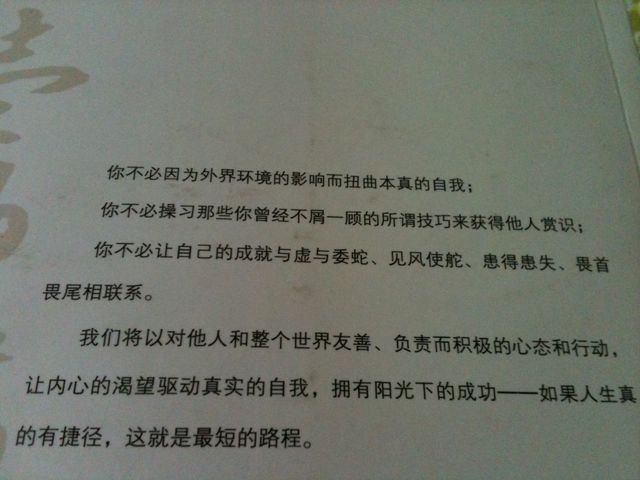 你不必因为外界环境的影响而扭曲本真的自我；
你不必操习那些你曾经不屑一顾的所谓技巧来获得他人赏识；
你不必让自己的成就与虚与委蛇、见风使舵、患得患失、畏首
畏尾相联系。
我们将以对他人和整个世界友善、负责而积极的心态和行动，
让内心的渴望驱动真实的自我，拥有阳光下的成功——如果人生真
的有捷径，这就是最短的路程。